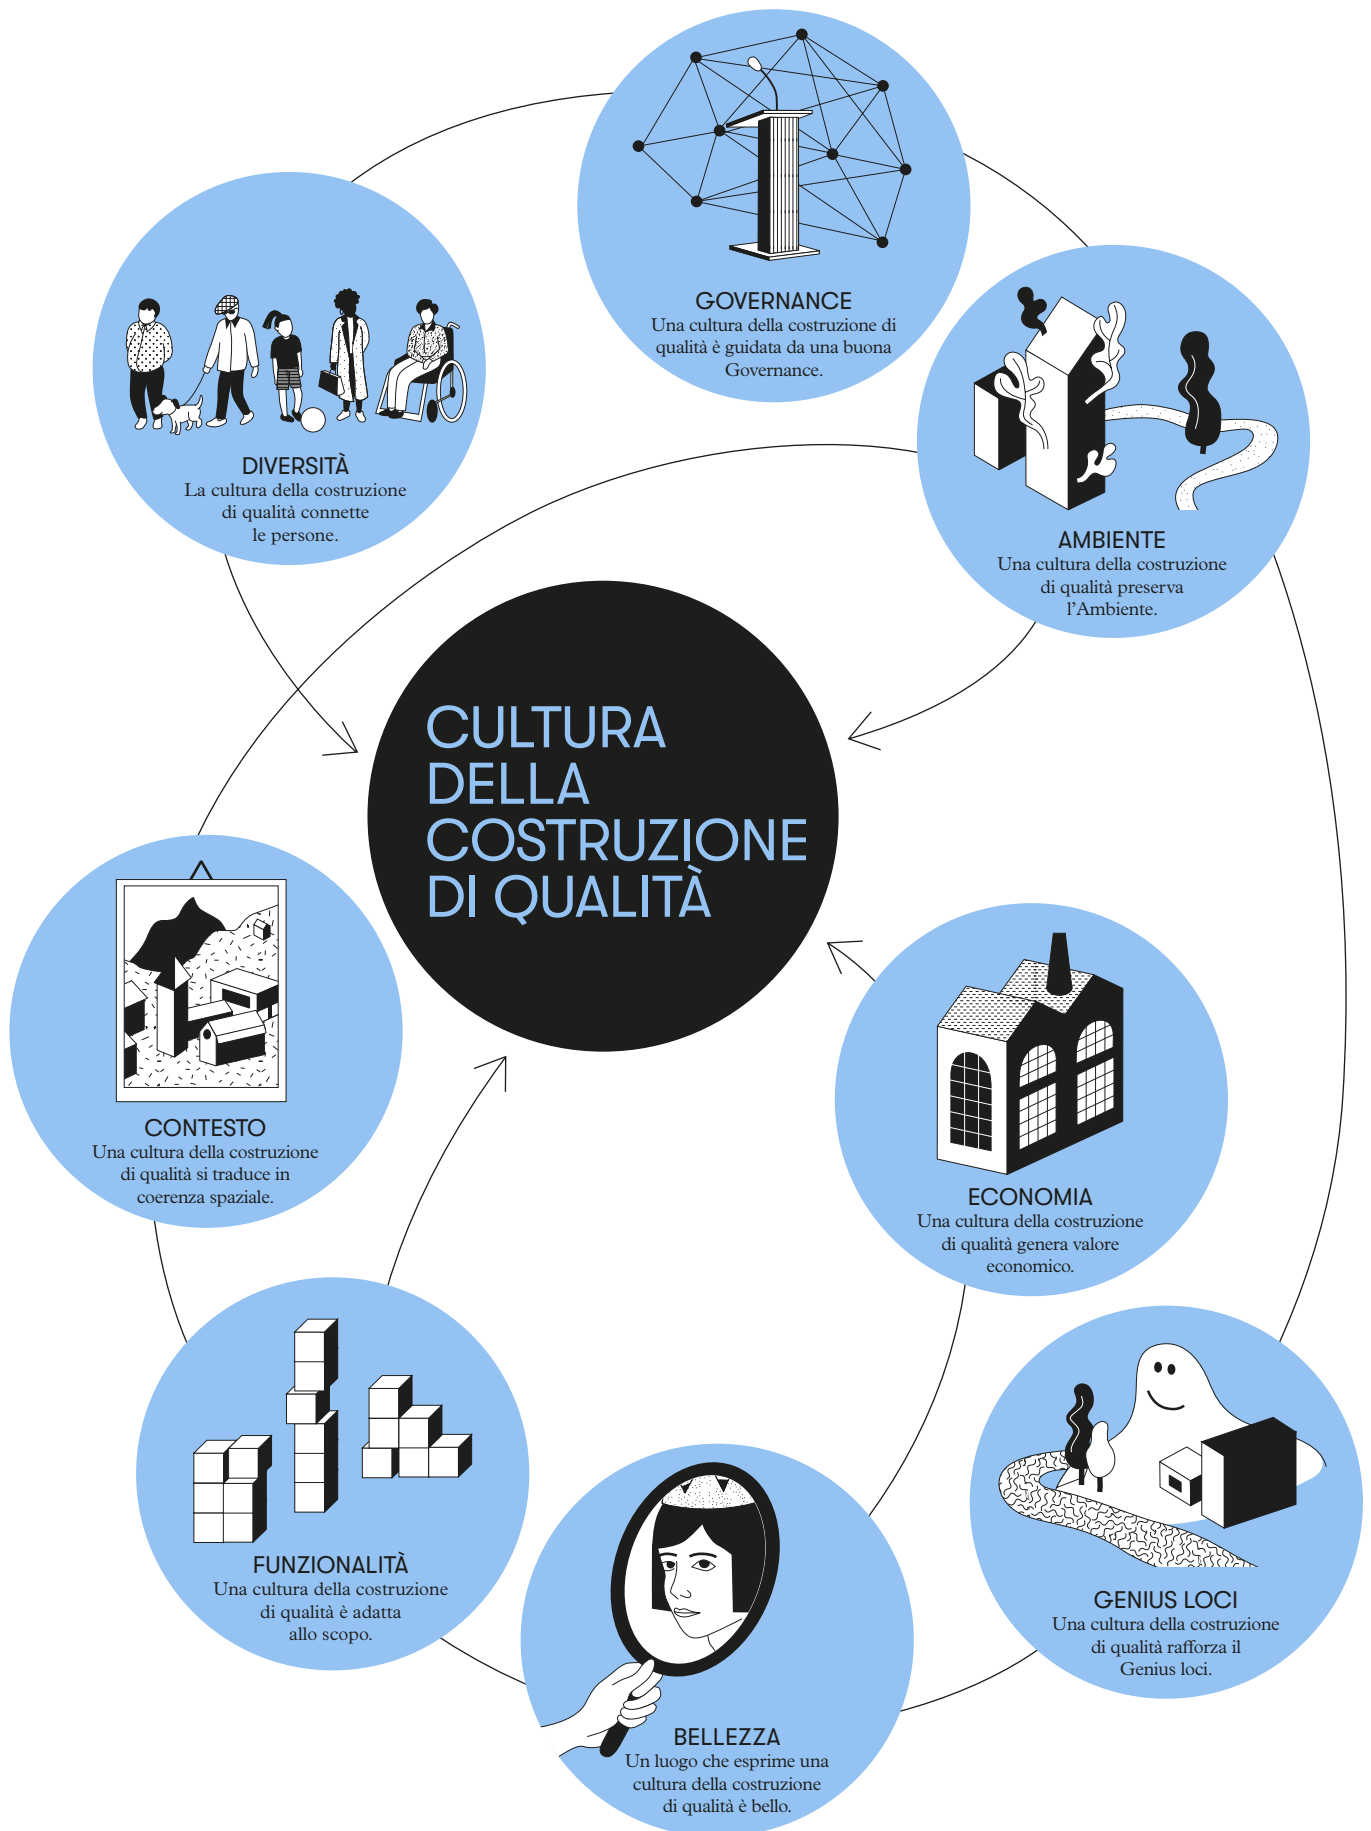 GOVERNANCE
Una cultura della costruzione di
qualità è guidata da una buona
Governance.
DIVERSITÀ
La cultura della costruzione
di qualità connette
le persone.
AMBIENTE
Una cultura della costruzione
di qualità preserva
l’Ambiente.
CULTURA
DELLA
COSTRUZIONE
DI QUALITÀ
CONTESTO
Una cultura della costruzione
di qualità si traduce in
coerenza spaziale.
ECONOMIA
Una cultura della costruzione
di qualità genera valore
economico.
FUNZIONALITÀ
Una cultura della costruzione
di qualità è adatta
allo scopo.
GENIUS LOCI
Una cultura della costruzione
di qualità rafforza il
Genius loci.
BELLEZZA
Un luogo che esprime una
cultura della costruzione
di qualità è bello.